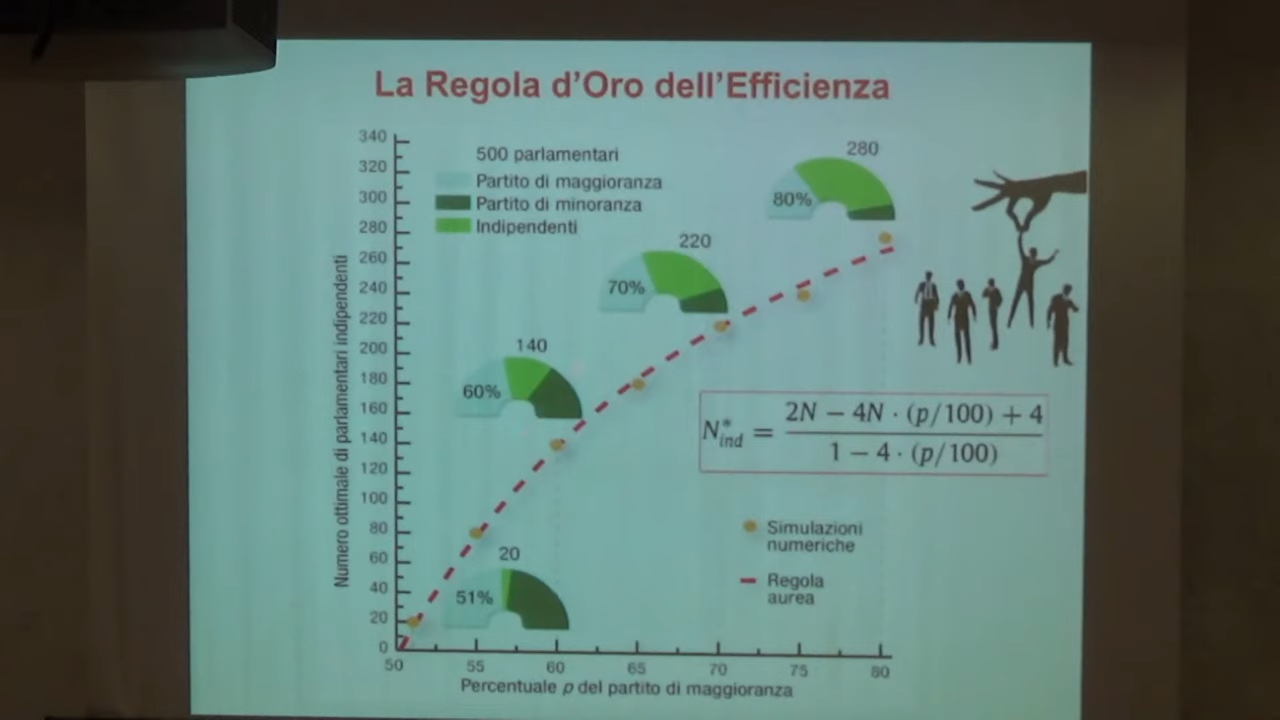 La Regola d'Oro dell'Efficienza
340
320
300
280
260
240
220
200
180
160
140
120
100
80
60
40
20
0
Numero ottimale di parlamentari indipendenti
500 parlamentari
Partito di maggioranza
Partito di minoranza
Indipendenti
280
80%
220
70%
140
60%
20
51%
N*ind = (2N − 4N · (p/100) + 4) / (1 − 4 · (p/100))
Simulazioni
numeriche
Regola
aurea
50 55 60 65 70 75 80
Percentuale p del partito di maggioranza